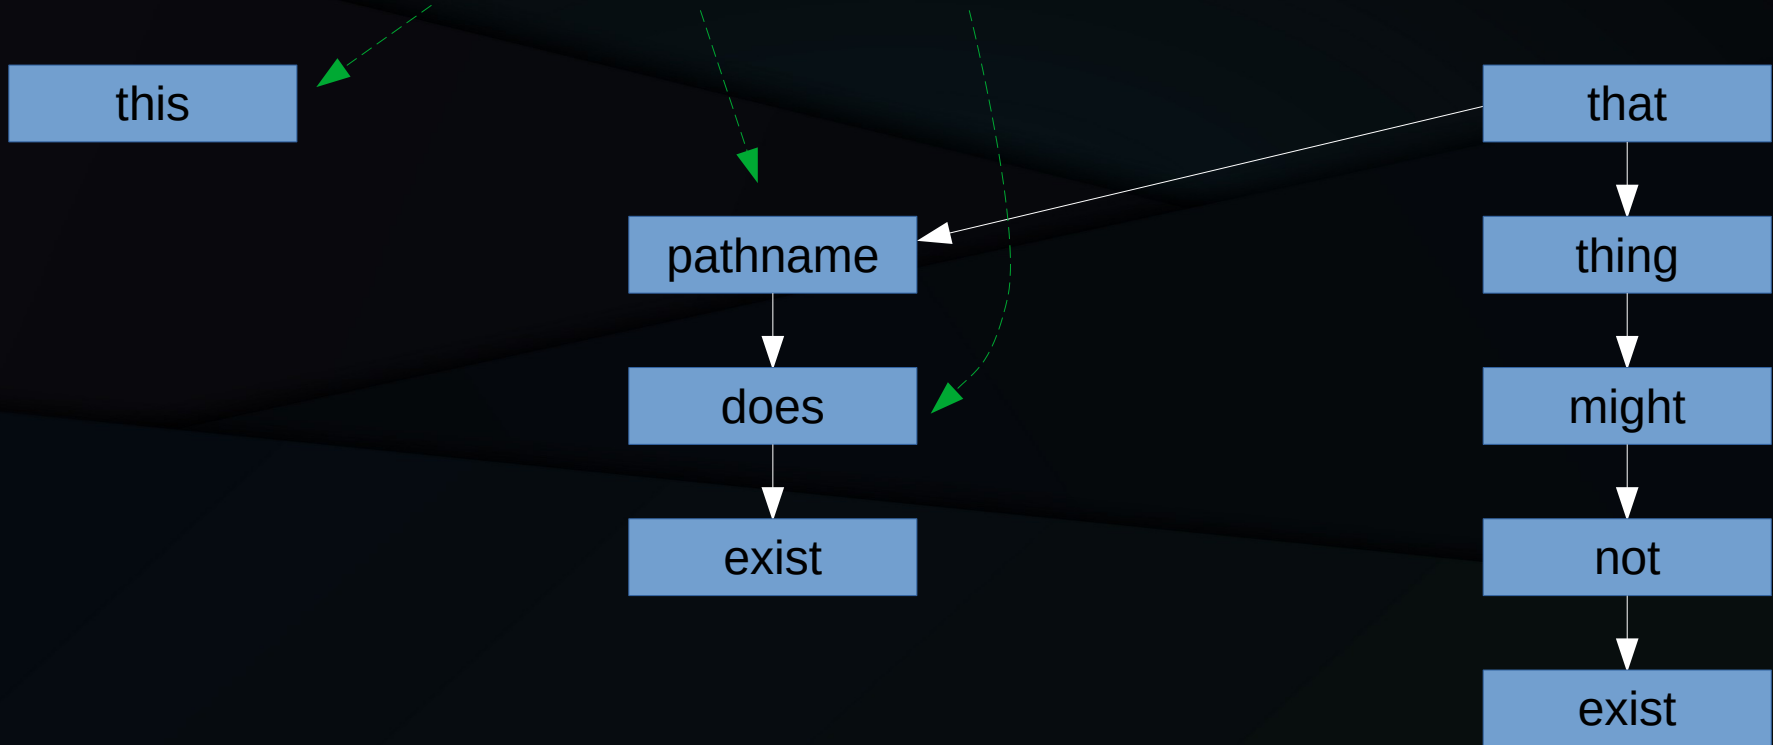 this
that
pathname
thing
does
might
exist
not
exist